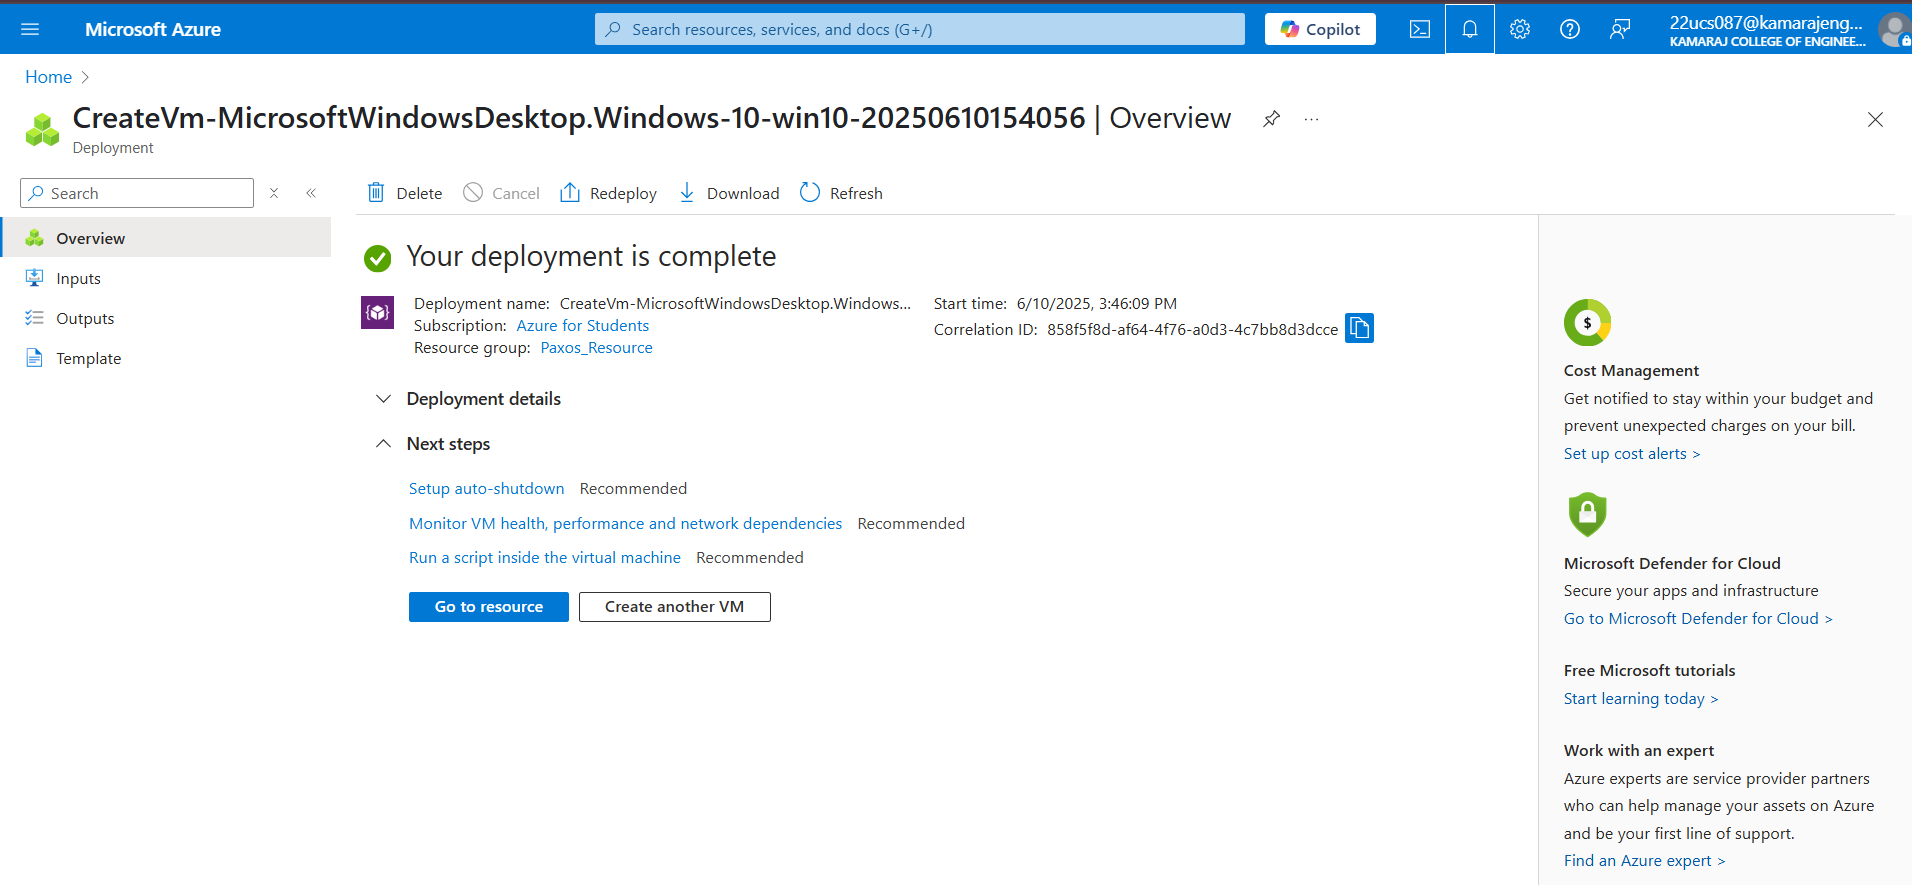 Microsoft Azure
Search resources, services, and docs (G+/)
Copilot
22ucs087@kamarajeng...
KAMARAJ COLLEGE OF ENGINEE...
Home
CreateVm-MicrosoftWindowsDesktop.Windows-10-win10-20250610154056 | Overview
Deployment
Search
Overview
Inputs
Outputs
Template
Delete
Cancel
Redeploy
Download
Refresh
Your deployment is complete
Deployment name: CreateVm-MicrosoftWindowsDesktop.Windows...
Subscription: Azure for Students
Resource group: Paxos_Resource
Start time: 6/10/2025, 3:46:09 PM
Correlation ID: 858f5f8d-af64-4f76-a0d3-4c7bb8d3dcce
Deployment details
Next steps
Setup auto-shutdown Recommended
Monitor VM health, performance and network dependencies Recommended
Run a script inside the virtual machine Recommended
Go to resource
Create another VM
$
Cost Management
Get notified to stay within your budget and
prevent unexpected charges on your bill.
Set up cost alerts >
Microsoft Defender for Cloud
Secure your apps and infrastructure
Go to Microsoft Defender for Cloud >
Free Microsoft tutorials
Start learning today >
Work with an expert
Azure experts are service provider partners
who can help manage your assets on Azure
and be your first line of support.
Find an Azure expert >